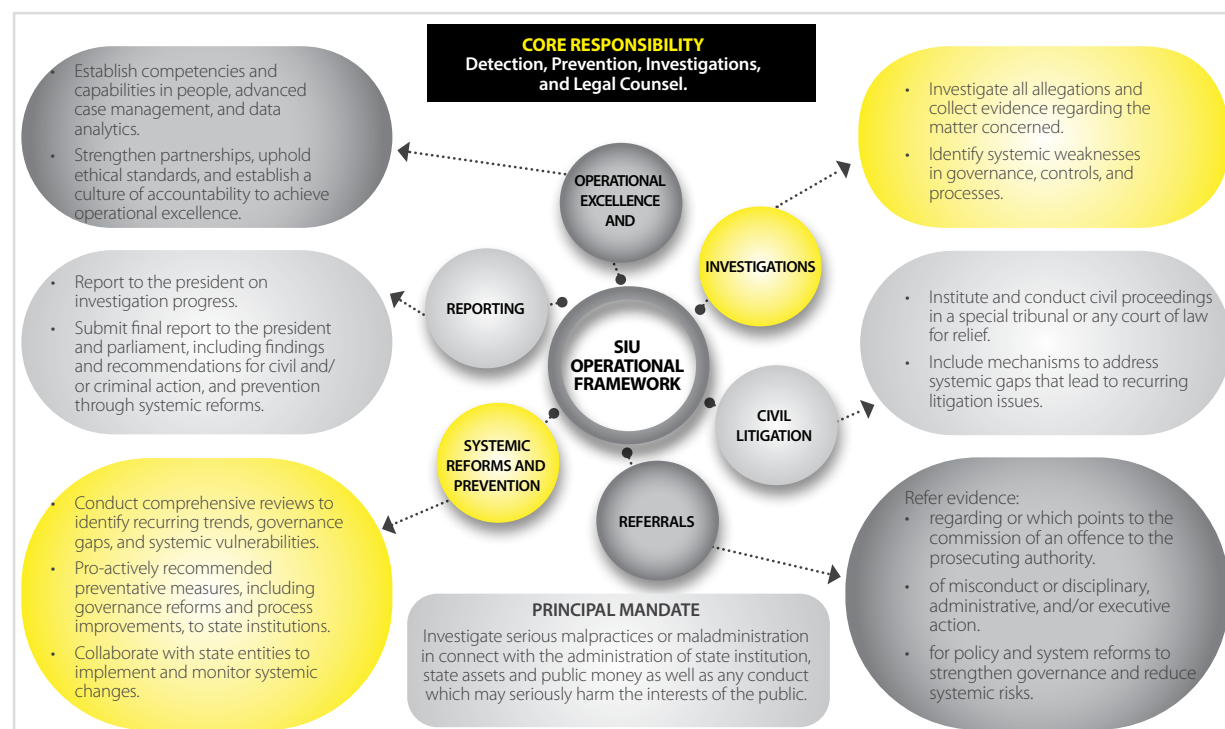 CORE RESPONSIBILITY
Detection, Prevention, Investigations,
and Legal Counsel.
• Establish competencies and
capabilities in people, advanced
case management, and data
analytics.
• Strengthen partnerships, uphold
ethical standards, and establish a
culture of accountability to achieve
operational excellence.
OPERATIONAL
EXCELLENCE
AND
• Investigate all allegations and
collect evidence regarding the
matter concerned.
• Identify systemic weaknesses
in governance, controls, and
processes.
INVESTIGATIONS
• Report to the president on
investigation progress.
• Submit final report to the president
and parliament, including findings
and recommendations for civil and/
or criminal action, and prevention
through systemic reforms.
REPORTING
SIU
OPERATIONAL
FRAMEWORK
• Institute and conduct civil proceedings
in a special tribunal or any court of law
for relief.
• Include mechanisms to address
systemic gaps that lead to recurring
litigation issues.
CIVIL
LITIGATION
SYSTEMIC
REFORMS AND
PREVENTION
• Conduct comprehensive reviews to
identify recurring trends, governance
gaps, and systemic vulnerabilities.
• Pro-actively recommended
preventative measures, including
governance reforms and process
improvements, to state institutions.
• Collaborate with state entities to
implement and monitor systemic
changes.
REFERRALS
Refer evidence:
• regarding or which points to the
commission of an offence to the
prosecuting authority.
• of misconduct or disciplinary,
administrative, and/or executive
action.
• for policy and system reforms to
strengthen governance and reduce
systemic risks.
PRINCIPAL MANDATE
Investigate serious malpractices or maladministration
in connect with the administration of state institution,
state assets and public money as well as any conduct
which may seriously harm the interests of the public.